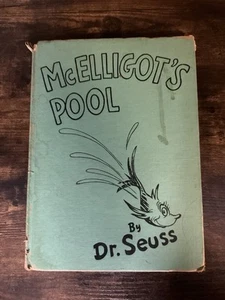 McELLIGOT'S
POOL
By
Dr. Seuss